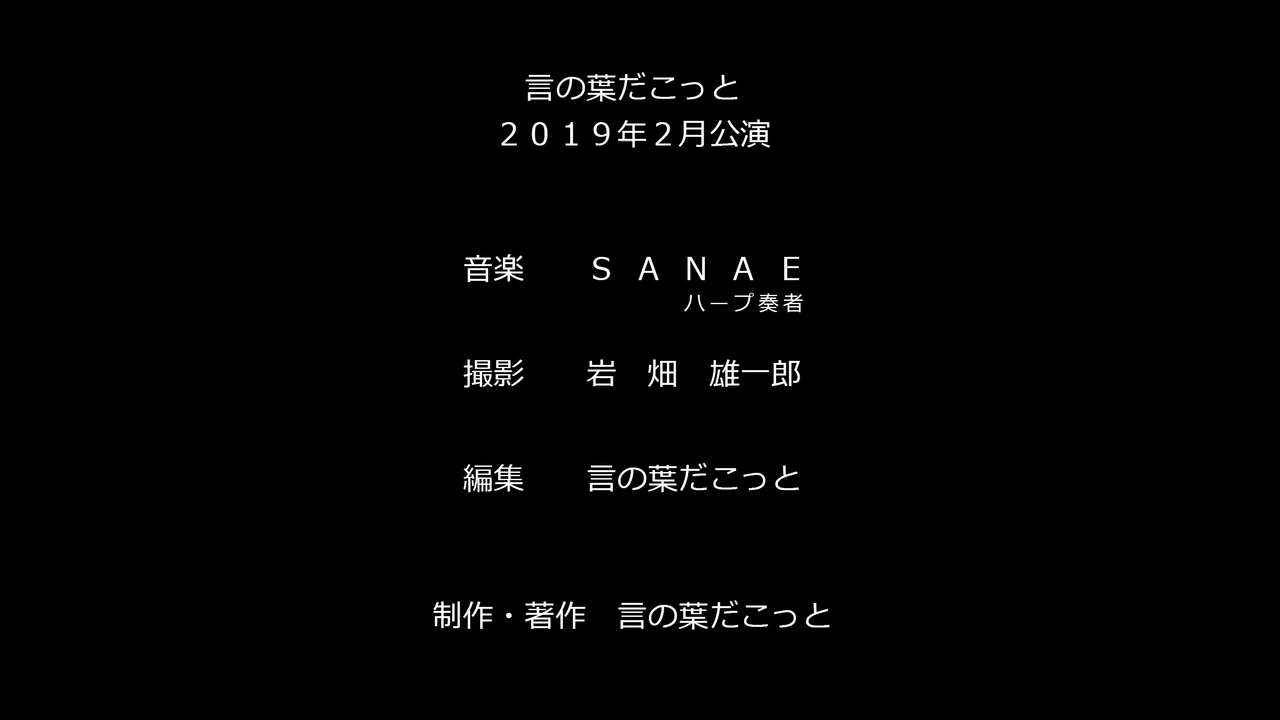 言の葉だこっと
２０１９年２月公演
音楽　　Ｓ Ａ Ｎ Ａ Ｅ
ハープ奏者
撮影　　岩　畑　雄一郎
編集　　言の葉だこっと
制作・著作　言の葉だこっと